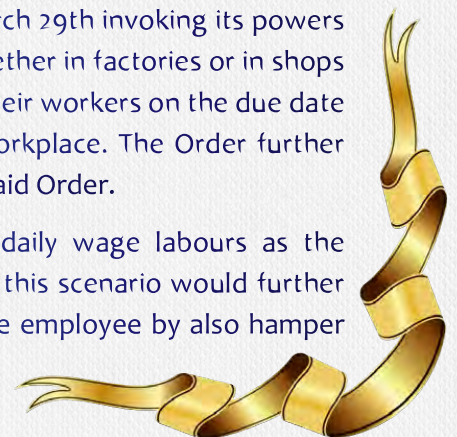 rch 29th invoking its powers
ether in factories or in shops
eir workers on the due date
orkplace. The Order further
aid Order.
daily wage labours as the
this scenario would further
e employee by also hamper